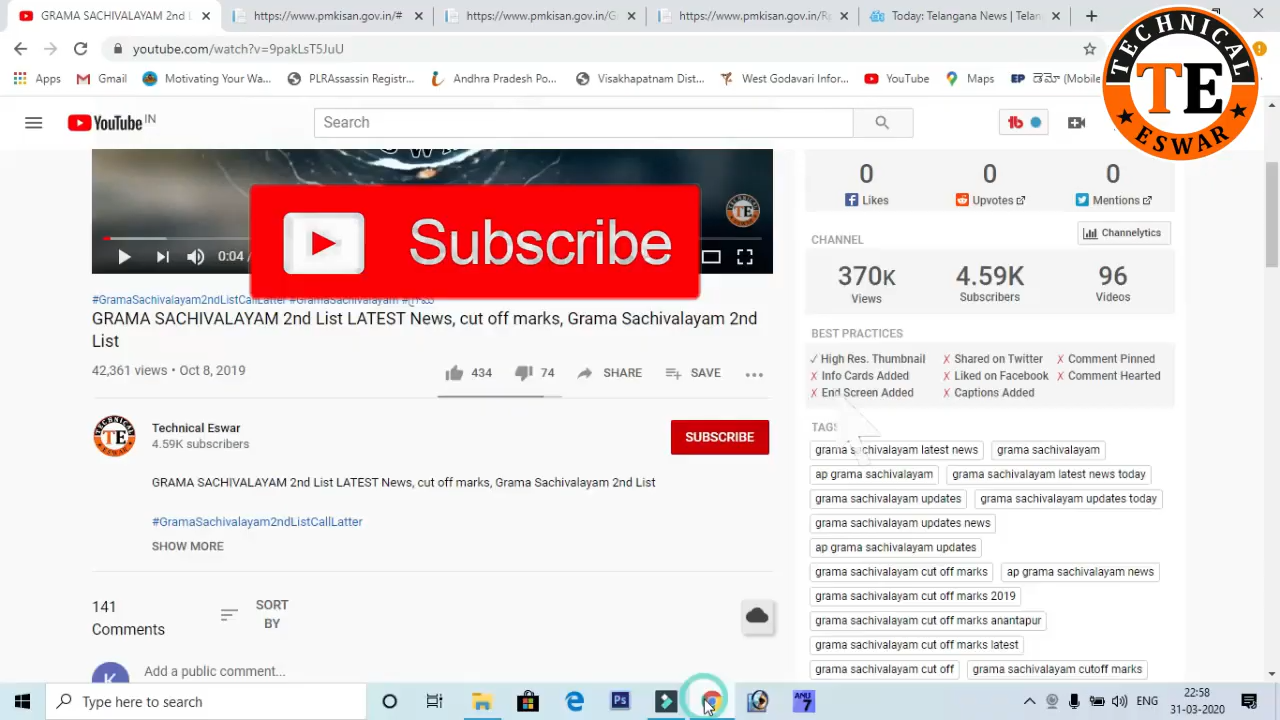 GRAMA SACHIVALAYAM 2nd L
https://www.pmkisan.gov.in/#
https://www.pmkisan.gov.in/G
https://www.pmkisan.gov.in/R
Today: Telangana News | Telan
youtube.com/watch?v=9pakLsT5JuU
Apps
Gmail
Motivating Your Wa...
PLRAssassin Registr...
Andhra Pradesh Po...
Visakhapatnam Dist...
West Godavari Infor...
YouTube
Maps
TECHNICAL
TE
ESWAR
YouTube IN
Search
0 0 0
Likes Upvotes Mentions
CHANNEL
Channelytics
370K 4.59K 96
Views Subscribers Videos
BEST PRACTICES
✓ High Res. Thumbnail ✗ Shared on Twitter ✗ Comment Pinned
✗ Info Cards Added ✗ Liked on Facebook ✗ Comment Hearted
✗ End Screen Added ✗ Captions Added
TAGS
grama sachivalayam latest news grama sachivalayam
ap grama sachivalayam grama sachivalayam latest news today
grama sachivalayam updates grama sachivalayam updates today
grama sachivalayam updates news
ap grama sachivalayam updates
grama sachivalayam cut off marks ap grama sachivalayam news
grama sachivalayam cut off marks 2019
grama sachivalayam cut off marks anantapur
grama sachivalayam cut off marks latest
grama sachivalayam cut off grama sachivalayam cutoff marks
Subscribe
0:04 /
#GramaSachivalayam2ndListCallLatter #GramaSachivalayam
GRAMA SACHIVALAYAM 2nd List LATEST News, cut off marks, Grama Sachivalayam 2nd
List
42,361 views • Oct 8, 2019
434 74 SHARE SAVE
Technical Eswar
4.59K subscribers
SUBSCRIBE
GRAMA SACHIVALAYAM 2nd List LATEST News, cut off marks, Grama Sachivalayam 2nd List
#GramaSachivalayam2ndListCallLatter
SHOW MORE
141
Comments
SORT
BY
Add a public comment...
Type here to search
ENG
22:58
31-03-2020